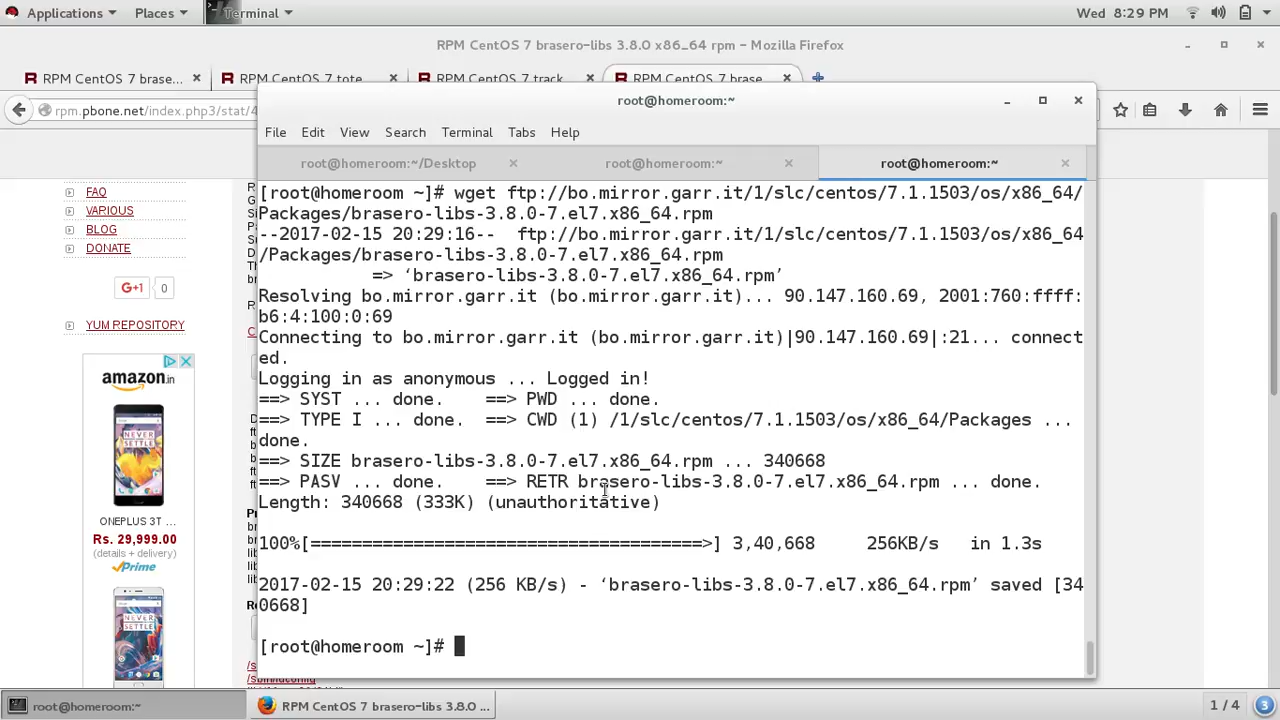 Applications Places Terminal Wed 8:29 PM
RPM CentOS 7 brasero-libs 3.8.0 x86_64 rpm – Mozilla Firefox
RPM CentOS 7 brase... RPM CentOS 7 tote RPM CentOS 7 track RPM CentOS 7 brase
rpm.pbone.net/index.php3/stat/4
root@homeroom:~
File Edit View Search Terminal Tabs Help
root@homeroom:~/Desktop root@homeroom:~ root@homeroom:~
[root@homeroom ~]# wget ftp://bo.mirror.garr.it/1/slc/centos/7.1.1503/os/x86_64/
Packages/brasero-libs-3.8.0-7.el7.x86_64.rpm
--2017-02-15 20:29:16-- ftp://bo.mirror.garr.it/1/slc/centos/7.1.1503/os/x86_64
/Packages/brasero-libs-3.8.0-7.el7.x86_64.rpm
=> ‘brasero-libs-3.8.0-7.el7.x86_64.rpm’
Resolving bo.mirror.garr.it (bo.mirror.garr.it)... 90.147.160.69, 2001:760:ffff:
b6:4:100:0:69
Connecting to bo.mirror.garr.it (bo.mirror.garr.it)|90.147.160.69|:21... connect
ed.
Logging in as anonymous ... Logged in!
==> SYST ... done. ==> PWD ... done.
==> TYPE I ... done. ==> CWD (1) /1/slc/centos/7.1.1503/os/x86_64/Packages ...
done.
==> SIZE brasero-libs-3.8.0-7.el7.x86_64.rpm ... 340668
==> PASV ... done. ==> RETR brasero-libs-3.8.0-7.el7.x86_64.rpm ... done.
Length: 340668 (333K) (unauthoritative)
100%[======================================>] 3,40,668 256KB/s in 1.3s
2017-02-15 20:29:22 (256 KB/s) - ‘brasero-libs-3.8.0-7.el7.x86_64.rpm’ saved [34
0668]
[root@homeroom ~]#
FAQ
VARIOUS
BLOG
DONATE
G+1 0
YUM REPOSITORY
amazon.in
ONEPLUS 3T ...
Rs. 29,999.00
(details + delivery)
Prime
root@homeroom:~ RPM CentOS 7 brasero-libs 3.8.0 ... 1 / 4 3